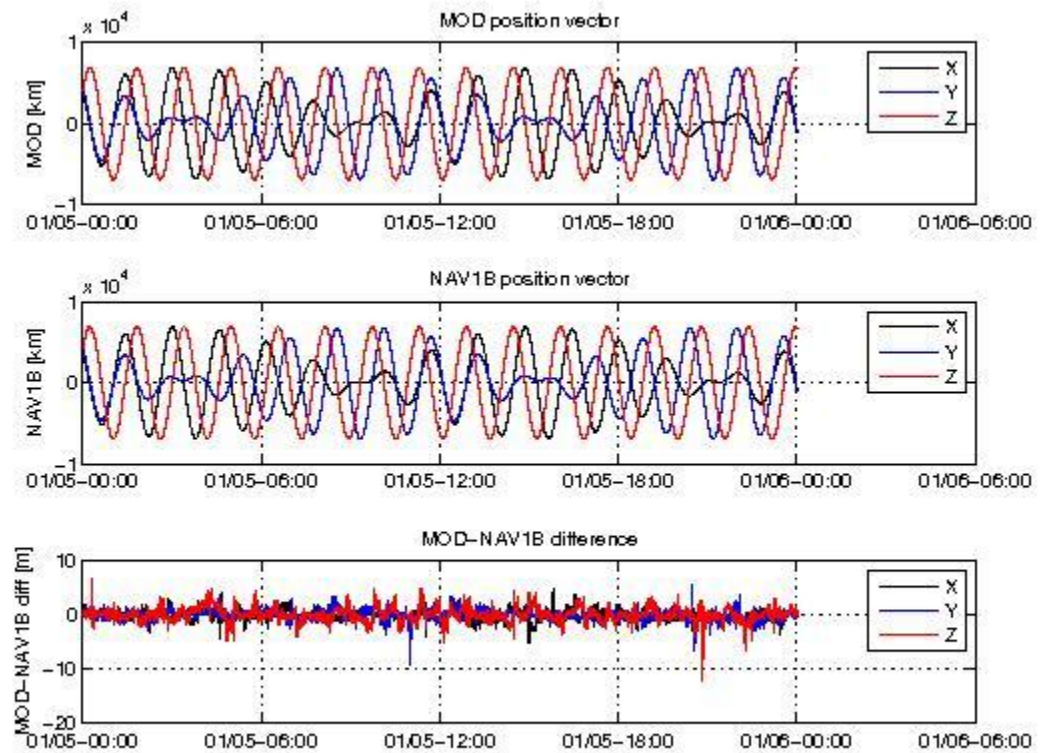 MOD position vector
x 10^4
1
0
−1
MOD [km]
X
Y
Z
01/05−00:00 01/05−06:00 01/05−12:00 01/05−18:00 01/06−00:00 01/06−06:00
NAV1B position vector
x 10^4
1
0
−1
NAV1B [km]
X
Y
Z
01/05−00:00 01/05−06:00 01/05−12:00 01/05−18:00 01/06−00:00 01/06−06:00
MOD−NAV1B difference
10
0
−10
−20
MOD−NAV1B diff [m]
X
Y
Z
01/05−00:00 01/05−06:00 01/05−12:00 01/05−18:00 01/06−00:00 01/06−06:00